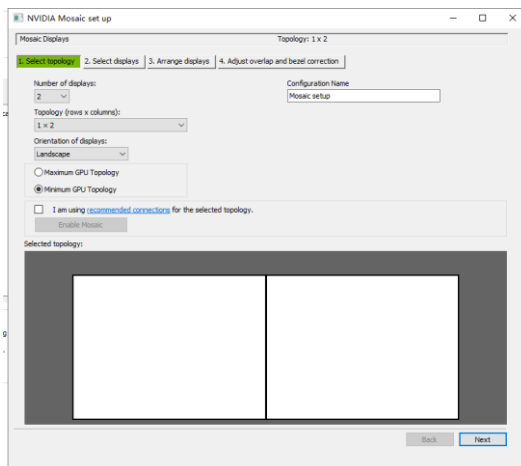 NVIDIA Mosaic set up
Mosaic Displays
Topology: 1 x 2
1. Select topology
2. Select displays
3. Arrange displays
4. Adjust overlap and bezel correction
Number of displays:
2
Configuration Name
Mosaic setup
Topology (rows x columns):
1 × 2
Orientation of displays:
Landscape
Maximum GPU Topology
Minimum GPU Topology
I am using recommended connections for the selected topology.
Enable Mosaic
Selected topology:
Back
Next